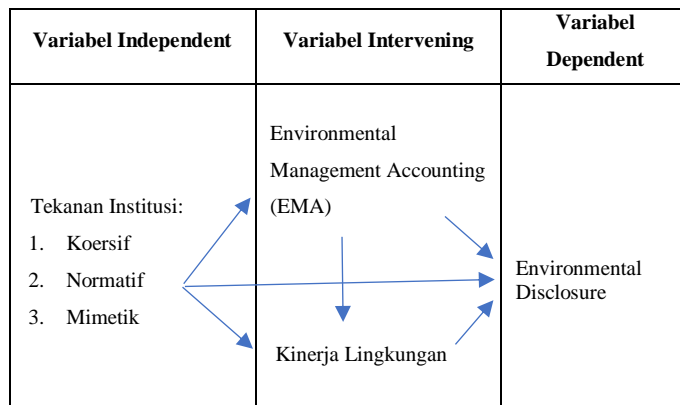 Variabel Independent
Variabel Intervening
Variabel
Dependent
Tekanan Institusi:
1. Koersif
2. Normatif
3. Mimetik
Environmental
Management Accounting
(EMA)
Kinerja Lingkungan
Environmental
Disclosure